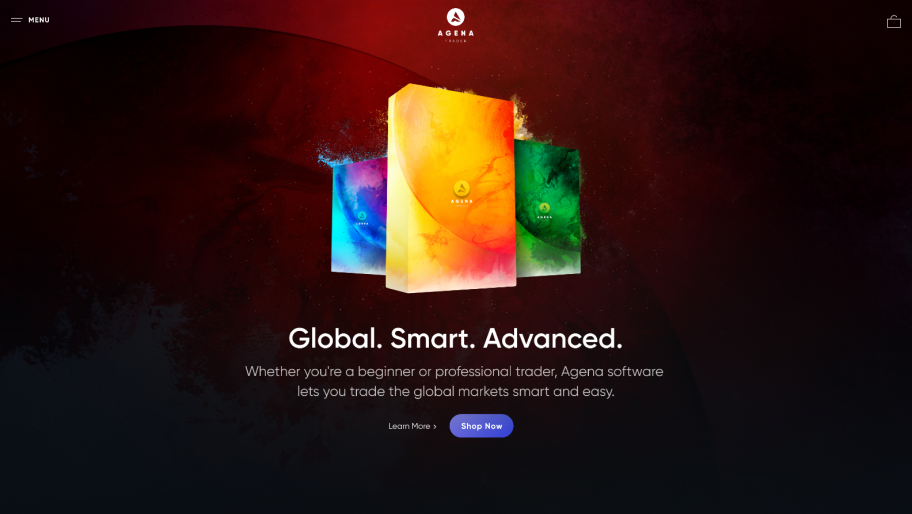 MENU
AGENA
TRADER
AGENA
AGENA
AGENA
Global. Smart. Advanced.
Whether you're a beginner or professional trader, Agena software
lets you trade the global markets smart and easy.
Learn More >
Shop Now